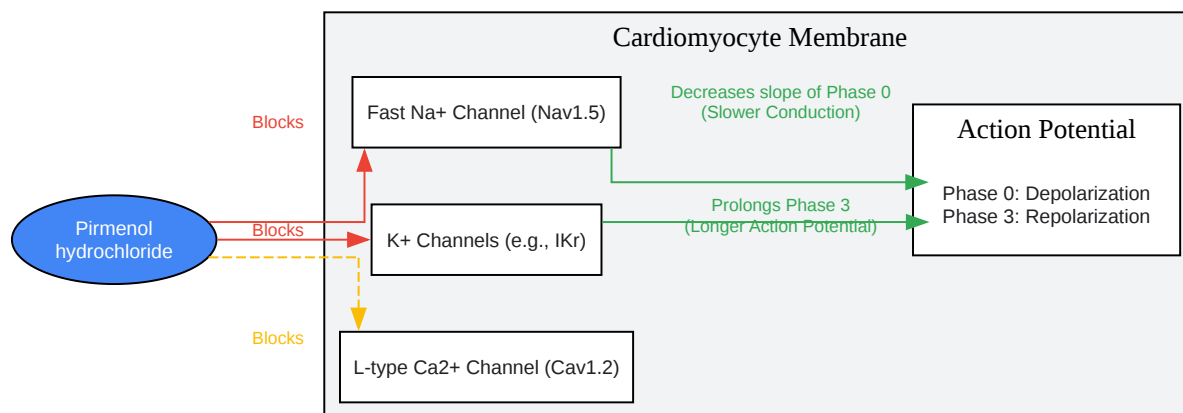 Cardiomyocyte Membrane
Decreases slope of Phase 0
(Slower Conduction)
Fast Na+ Channel (Nav1.5)
Blocks
Action Potential
Phase 0: Depolarization
Phase 3: Repolarization
Prolongs Phase 3
(Longer Action Potential)
Pirmenol
hydrochloride
Blocks
K+ Channels (e.g., IKr)
Blocks
L-type Ca2+ Channel (Cav1.2)